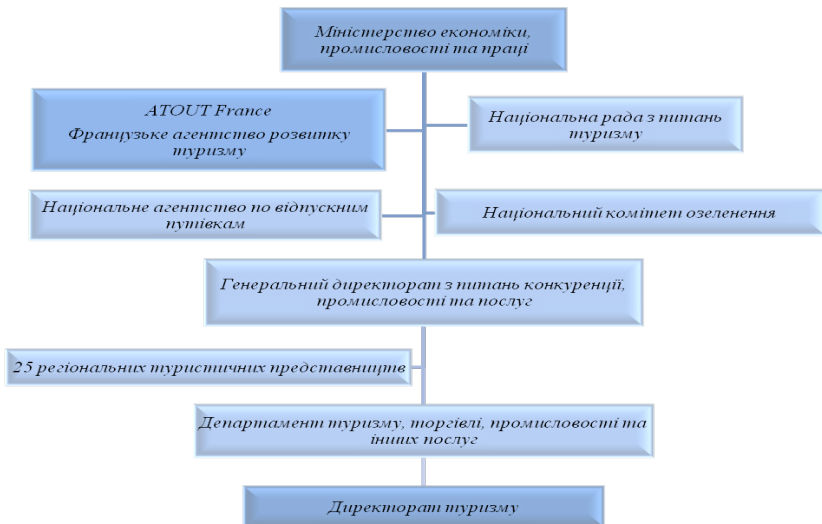 Міністерство економіки,
промисловості та праці
ATOUT France
Французьке агентство розвитку
туризму
Національна рада з питань
туризму
Національне агентство по відпускним
путівкам
Національний комітет озеленення
Генеральний директорат з питань конкуренції,
промисловості та послуг
25 регіональних туристичних представництв
Департамент туризму, торгівлі, промисловості та
інших послуг
Директорат туризму